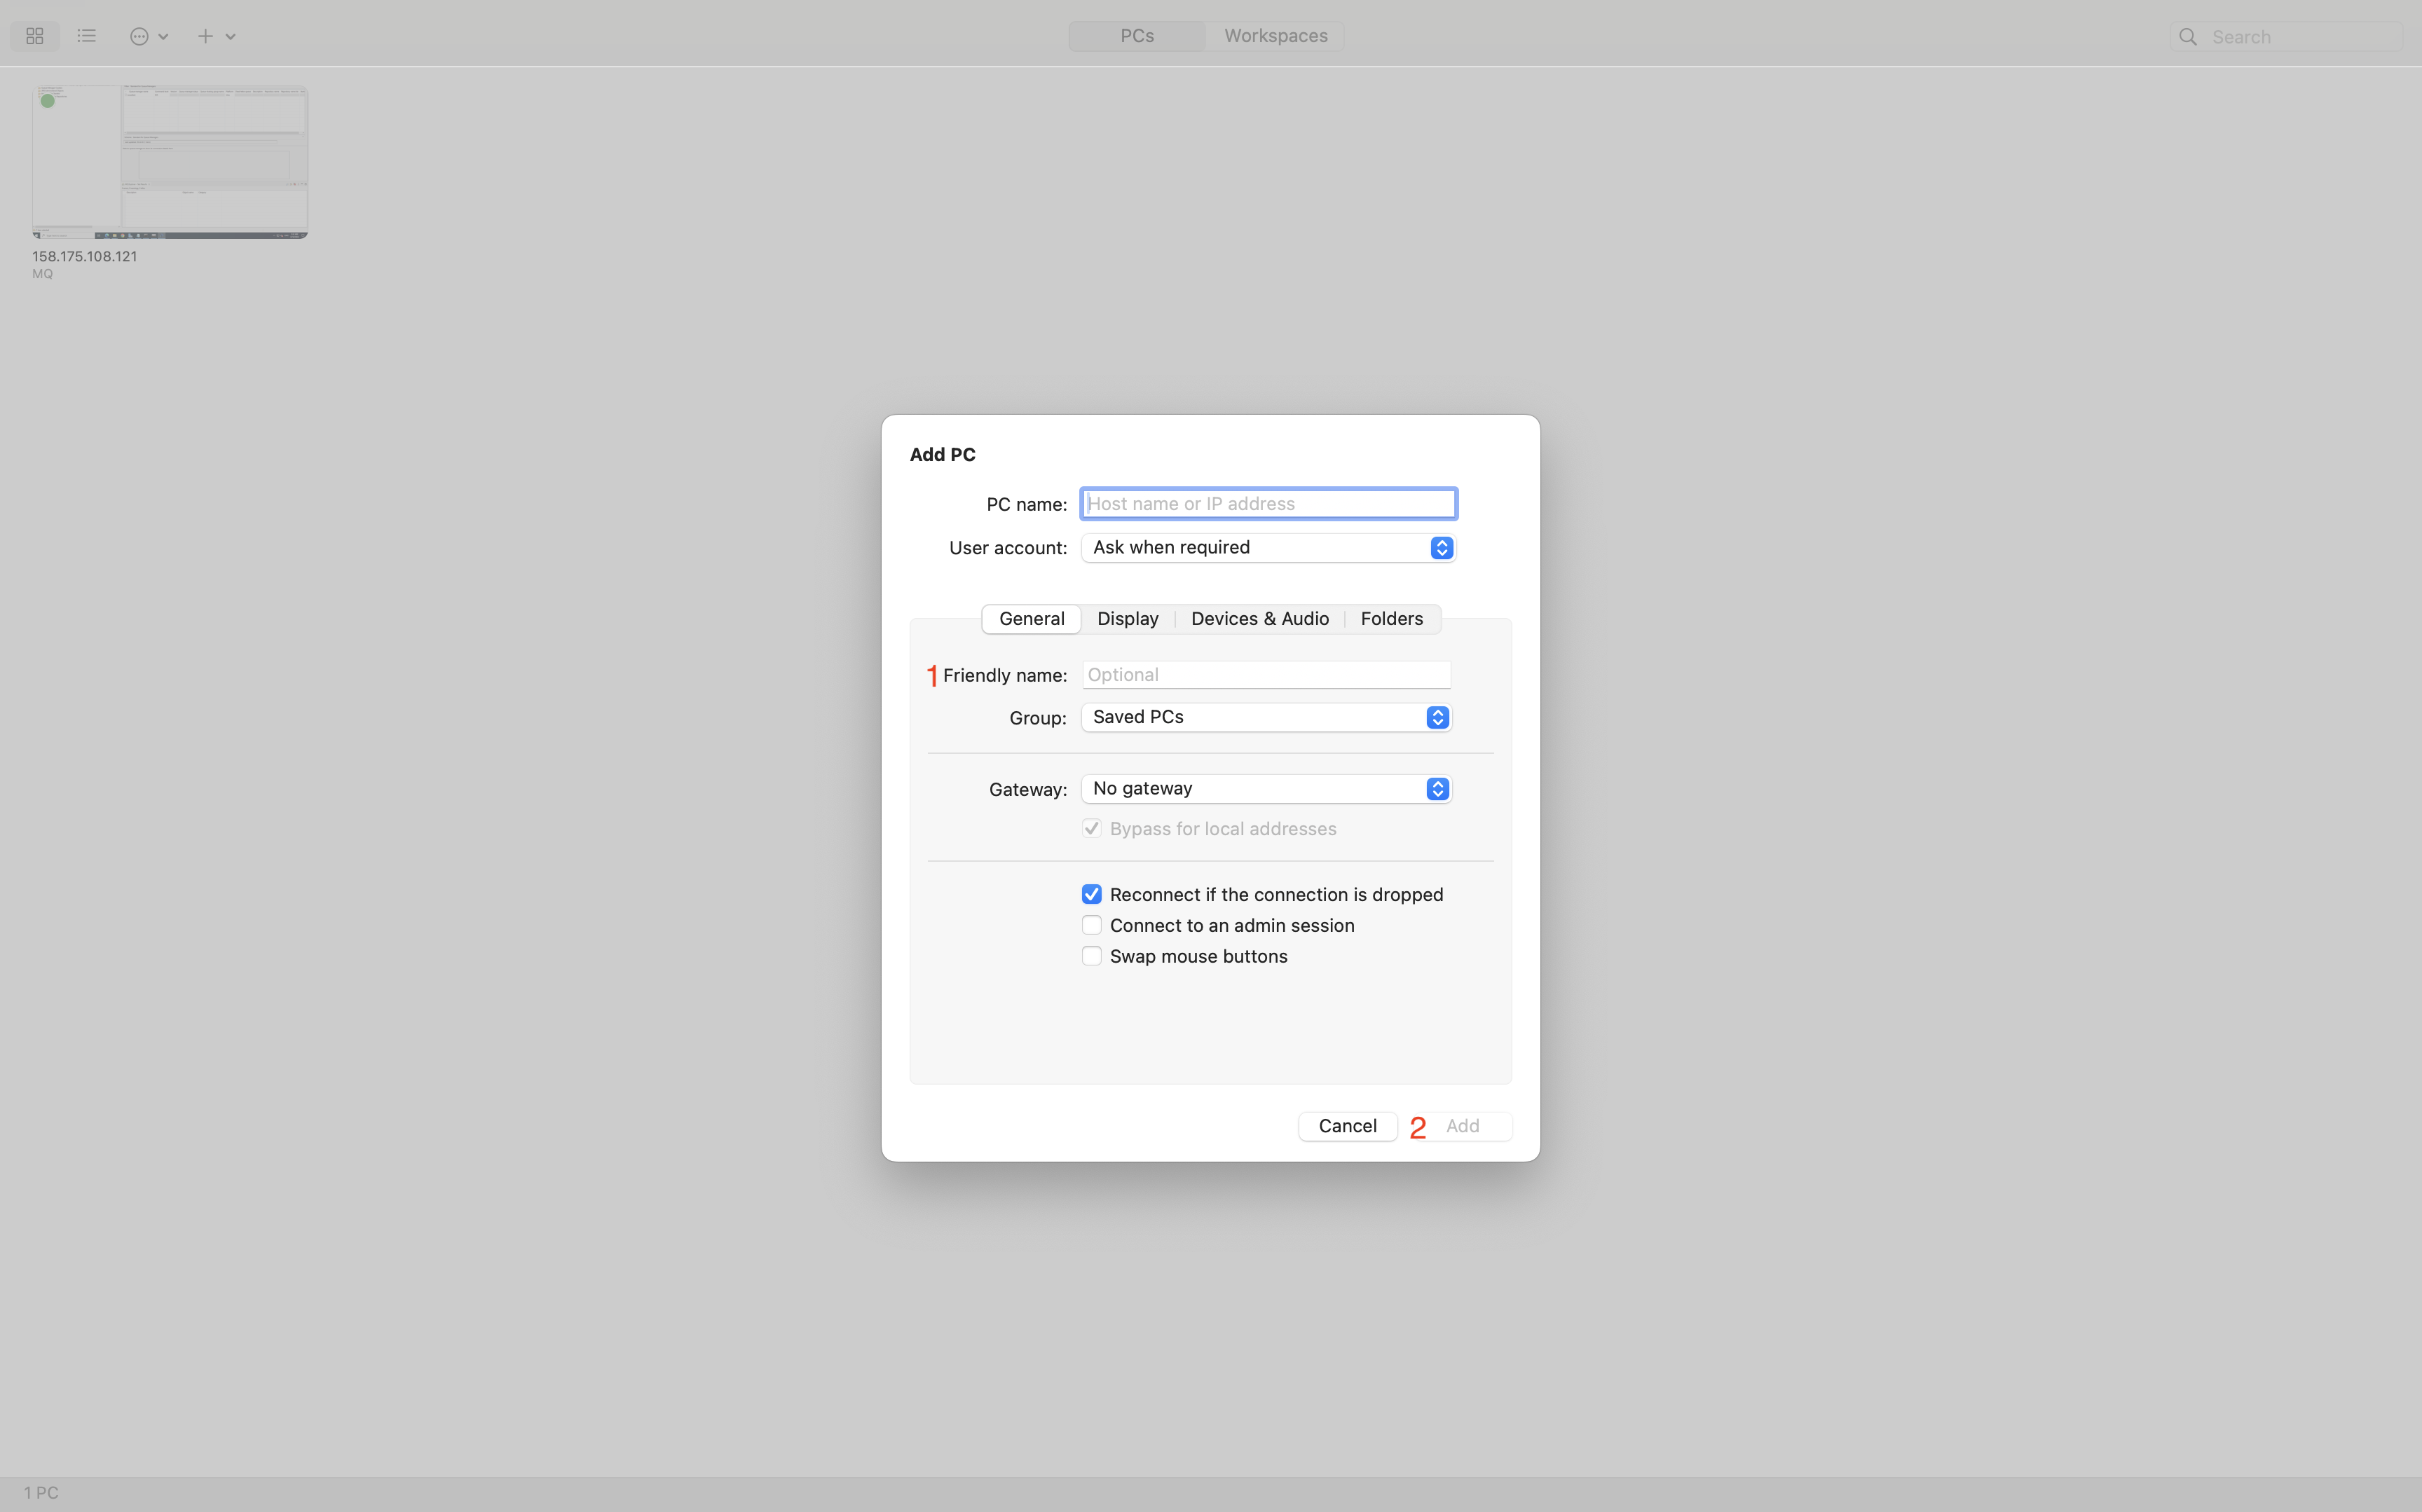 PCs Workspaces Search
158.175.108.121
MQ
Add PC
PC name: Host name or IP address
User account: Ask when required
General Display Devices & Audio Folders
1 Friendly name: Optional
Group: Saved PCs
Gateway: No gateway
Bypass for local addresses
Reconnect if the connection is dropped
Connect to an admin session
Swap mouse buttons
Cancel 2 Add
1 PC